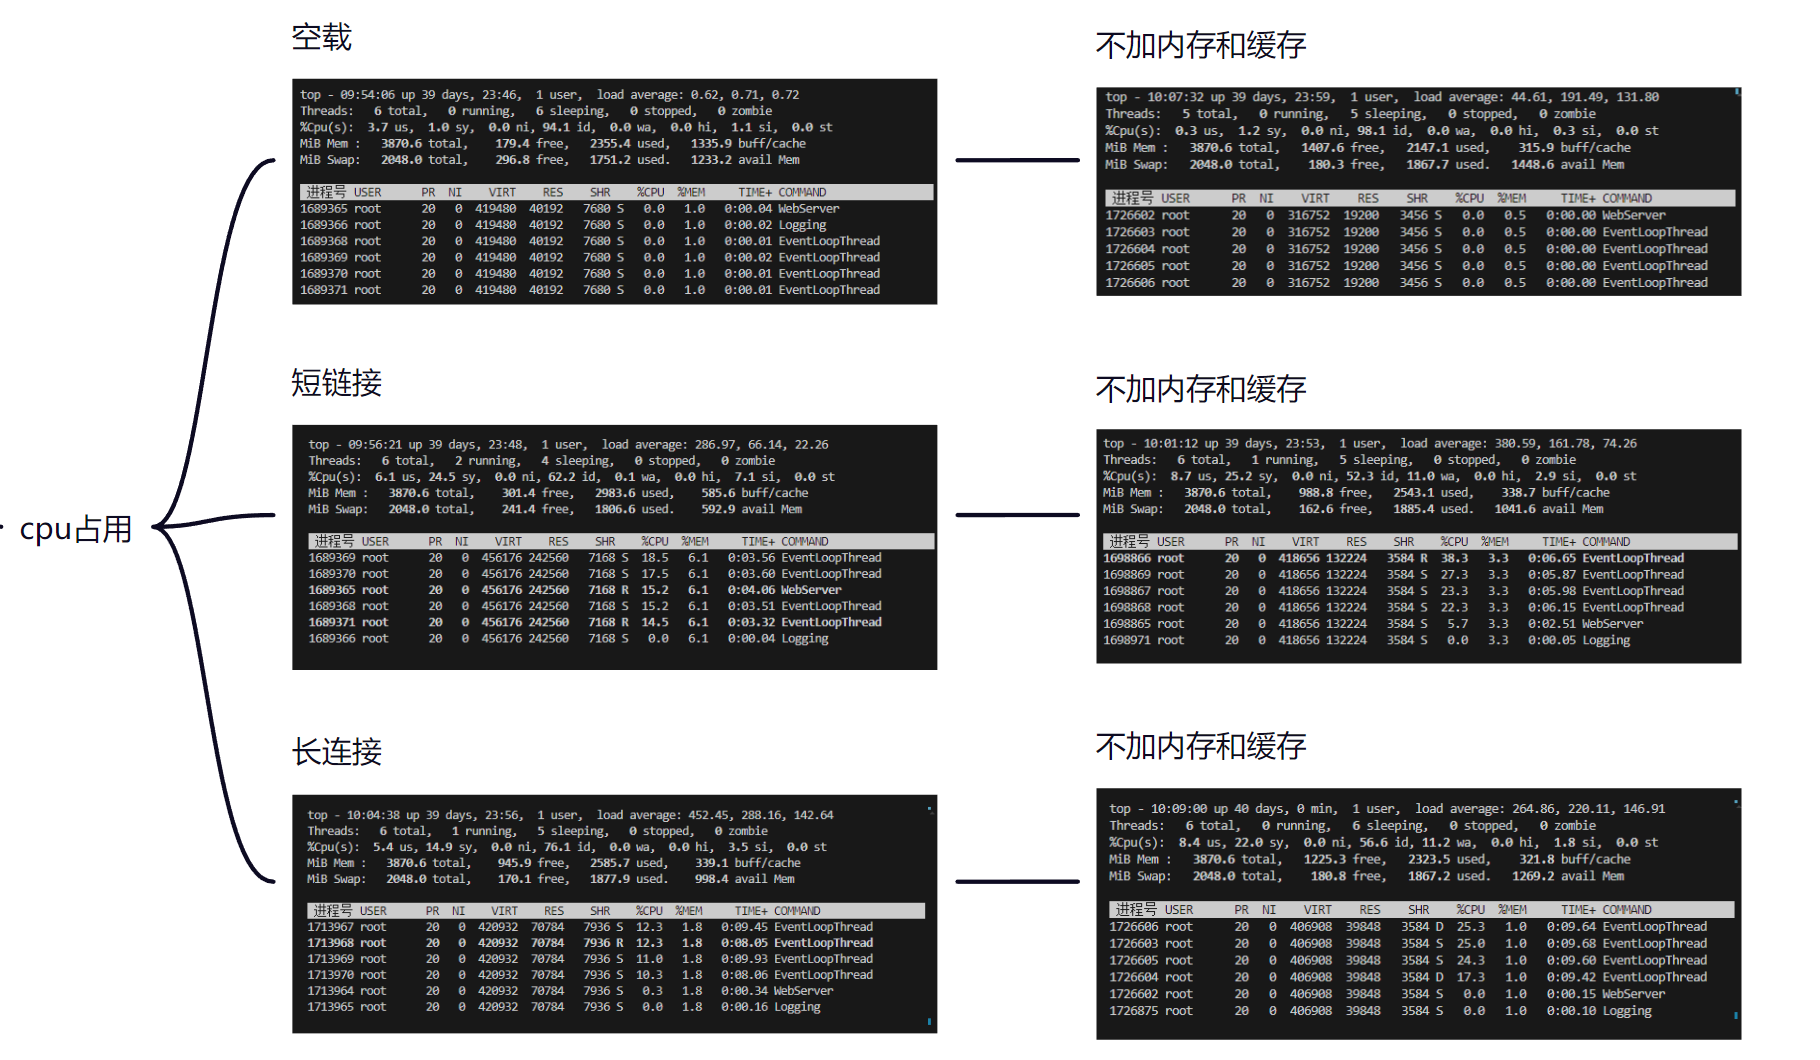 cpu占用
空载
top - 09:54:06 up 39 days, 23:46,  1 user,  load average: 0.62, 0.71, 0.72
Threads:   6 total,   0 running,   6 sleeping,   0 stopped,   0 zombie
%Cpu(s):  3.7 us,  1.0 sy,  0.0 ni, 94.1 id,  0.0 wa,  0.0 hi,  1.1 si,  0.0 st
MiB Mem :   3870.6 total,    179.4 free,   2355.4 used,   1335.9 buff/cache
MiB Swap:   2048.0 total,    296.8 free,   1751.2 used.   1233.2 avail Mem
进程号 USER      PR  NI    VIRT    RES    SHR    %CPU  %MEM     TIME+ COMMAND
1689365 root      20   0  419480  40192   7680 S   0.0   1.0   0:00.04 WebServer
1689366 root      20   0  419480  40192   7680 S   0.0   1.0   0:00.02 Logging
1689368 root      20   0  419480  40192   7680 S   0.0   1.0   0:00.01 EventLoopThread
1689369 root      20   0  419480  40192   7680 S   0.0   1.0   0:00.02 EventLoopThread
1689370 root      20   0  419480  40192   7680 S   0.0   1.0   0:00.01 EventLoopThread
1689371 root      20   0  419480  40192   7680 S   0.0   1.0   0:00.01 EventLoopThread
不加内存和缓存
top - 10:07:32 up 39 days, 23:59,  1 user,  load average: 44.61, 191.49, 131.80
Threads:   5 total,   0 running,   5 sleeping,   0 stopped,   0 zombie
%Cpu(s):  0.3 us,  1.2 sy,  0.0 ni, 98.1 id,  0.0 wa,  0.0 hi,  0.3 si,  0.0 st
MiB Mem :   3870.6 total,   1407.6 free,   2147.1 used,    315.9 buff/cache
MiB Swap:   2048.0 total,    180.3 free,   1867.7 used.   1448.6 avail Mem
进程号 USER      PR  NI    VIRT    RES    SHR    %CPU  %MEM     TIME+ COMMAND
1726602 root      20   0  316752  19200   3456 S   0.0   0.5   0:00.00 WebServer
1726603 root      20   0  316752  19200   3456 S   0.0   0.5   0:00.00 EventLoopThread
1726604 root      20   0  316752  19200   3456 S   0.0   0.5   0:00.00 EventLoopThread
1726605 root      20   0  316752  19200   3456 S   0.0   0.5   0:00.00 EventLoopThread
1726606 root      20   0  316752  19200   3456 S   0.0   0.5   0:00.00 EventLoopThread
短链接
top - 09:56:21 up 39 days, 23:48,  1 user,  load average: 286.97, 66.14, 22.26
Threads:   6 total,   2 running,   4 sleeping,   0 stopped,   0 zombie
%Cpu(s):  6.1 us, 24.5 sy,  0.0 ni, 62.2 id,  0.1 wa,  0.0 hi,  7.1 si,  0.0 st
MiB Mem :   3870.6 total,    301.4 free,   2983.6 used,    585.6 buff/cache
MiB Swap:   2048.0 total,    241.4 free,   1806.6 used.    592.9 avail Mem
进程号 USER      PR  NI    VIRT    RES    SHR    %CPU  %MEM     TIME+ COMMAND
1689369 root      20   0  456176 242560   7168 S  18.5   6.1   0:03.56 EventLoopThread
1689370 root      20   0  456176 242560   7168 S  17.5   6.1   0:03.60 EventLoopThread
1689365 root      20   0  456176 242560   7168 R  15.2   6.1   0:04.06 WebServer
1689368 root      20   0  456176 242560   7168 S  15.2   6.1   0:03.51 EventLoopThread
1689371 root      20   0  456176 242560   7168 R  14.5   6.1   0:03.32 EventLoopThread
1689366 root      20   0  456176 242560   7168 S   0.0   6.1   0:00.04 Logging
不加内存和缓存
top - 10:01:12 up 39 days, 23:53,  1 user,  load average: 380.59, 161.78, 74.26
Threads:   6 total,   1 running,   5 sleeping,   0 stopped,   0 zombie
%Cpu(s):  8.7 us, 25.2 sy,  0.0 ni, 52.3 id, 11.0 wa,  0.0 hi,  2.9 si,  0.0 st
MiB Mem :   3870.6 total,    988.8 free,   2543.1 used,    338.7 buff/cache
MiB Swap:   2048.0 total,    162.6 free,   1885.4 used.   1041.6 avail Mem
进程号 USER      PR  NI    VIRT    RES    SHR    %CPU  %MEM     TIME+ COMMAND
1698866 root      20   0  418656 132224   3584 R  38.3   3.3   0:06.65 EventLoopThread
1698869 root      20   0  418656 132224   3584 S  27.3   3.3   0:05.87 EventLoopThread
1698867 root      20   0  418656 132224   3584 S  23.3   3.3   0:05.98 EventLoopThread
1698868 root      20   0  418656 132224   3584 S  22.3   3.3   0:06.15 EventLoopThread
1698865 root      20   0  418656 132224   3584 S   5.7   3.3   0:02.51 WebServer
1698971 root      20   0  418656 132224   3584 S   0.0   3.3   0:00.05 Logging
长连接
top - 10:04:38 up 39 days, 23:56,  1 user,  load average: 452.45, 288.16, 142.64
Threads:   6 total,   1 running,   5 sleeping,   0 stopped,   0 zombie
%Cpu(s):  5.4 us, 14.9 sy,  0.0 ni, 76.1 id,  0.0 wa,  0.0 hi,  3.5 si,  0.0 st
MiB Mem :   3870.6 total,    945.9 free,   2585.7 used,    339.1 buff/cache
MiB Swap:   2048.0 total,    170.1 free,   1877.9 used.    998.4 avail Mem
进程号 USER      PR  NI    VIRT    RES    SHR    %CPU  %MEM     TIME+ COMMAND
1713967 root      20   0  420932  70784   7936 S  12.3   1.8   0:09.45 EventLoopThread
1713968 root      20   0  420932  70784   7936 R  12.3   1.8   0:08.05 EventLoopThread
1713969 root      20   0  420932  70784   7936 S  11.0   1.8   0:09.93 EventLoopThread
1713970 root      20   0  420932  70784   7936 S  10.3   1.8   0:08.06 EventLoopThread
1713964 root      20   0  420932  70784   7936 S   0.3   1.8   0:00.34 WebServer
1713965 root      20   0  420932  70784   7936 S   0.0   1.8   0:00.16 Logging
不加内存和缓存
top - 10:09:00 up 40 days, 0 min,  1 user,  load average: 264.86, 220.11, 146.91
Threads:   6 total,   0 running,   6 sleeping,   0 stopped,   0 zombie
%Cpu(s):  8.4 us, 22.0 sy,  0.0 ni, 56.6 id, 11.2 wa,  0.0 hi,  1.8 si,  0.0 st
MiB Mem :   3870.6 total,   1225.3 free,   2323.5 used,    321.8 buff/cache
MiB Swap:   2048.0 total,    180.8 free,   1867.2 used.   1269.2 avail Mem
进程号 USER      PR  NI    VIRT    RES    SHR    %CPU  %MEM     TIME+ COMMAND
1726606 root      20   0  406908  39848   3584 D  25.3   1.0   0:09.64 EventLoopThread
1726603 root      20   0  406908  39848   3584 S  25.0   1.0   0:09.68 EventLoopThread
1726605 root      20   0  406908  39848   3584 S  24.3   1.0   0:09.60 EventLoopThread
1726604 root      20   0  406908  39848   3584 D  17.3   1.0   0:09.42 EventLoopThread
1726602 root      20   0  406908  39848   3584 S   0.0   1.0   0:00.15 WebServer
1726875 root      20   0  406908  39848   3584 S   0.0   1.0   0:00.10 Logging